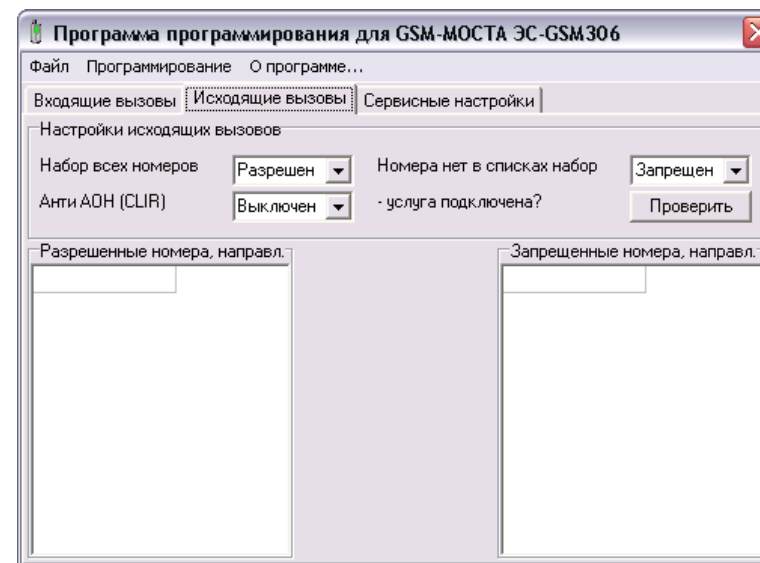 Программа программирования для GSM-МОСТА ЭС-GSM306
Файл Программирование О программе...
Входящие вызовы Исходящие вызовы Сервисные настройки
Настройки исходящих вызовов
Набор всех номеров Разрешен Номера нет в списках набор Запрещен
Анти АОН (CLIR) Выключен - услуга подключена? Проверить
Разрешенные номера, направл. Запрещенные номера, направл.